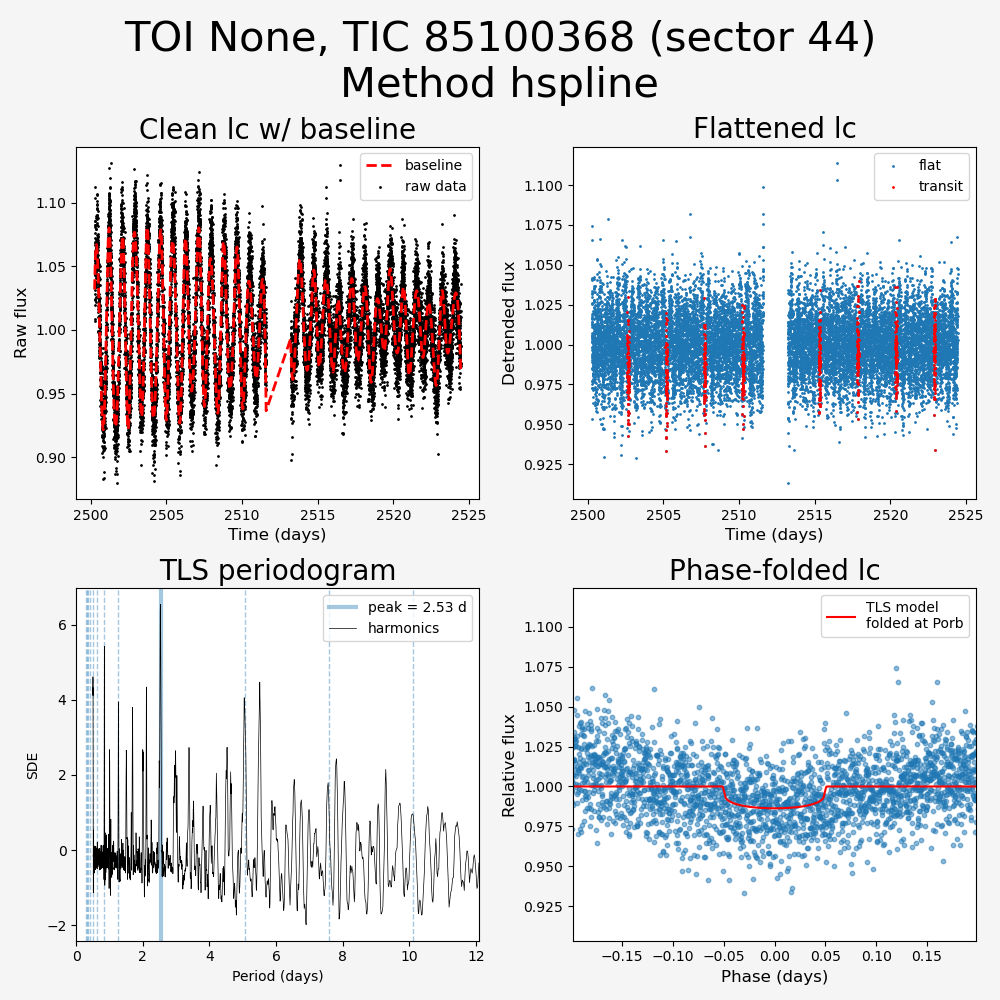 TOI None, TIC 85100368 (sector 44)
Method hspline
Clean lc w/ baseline
baseline
raw data
1.10
1.05
1.00
0.95
0.90
Raw flux
2500
2505
2510
2515
2520
2525
Time (days)
Flattened lc
flat
transit
1.100
1.075
1.050
1.025
1.000
0.975
0.950
0.925
Detrended flux
2500
2505
2510
2515
2520
2525
Time (days)
TLS periodogram
peak = 2.53 d
harmonics
6
4
2
0
−2
SDE
0
2
4
6
8
10
12
Period (days)
Phase-folded lc
TLS model
folded at Porb
1.100
1.075
1.050
1.025
1.000
0.975
0.950
0.925
Relative flux
−0.15
−0.10
−0.05
0.00
0.05
0.10
0.15
Phase (days)